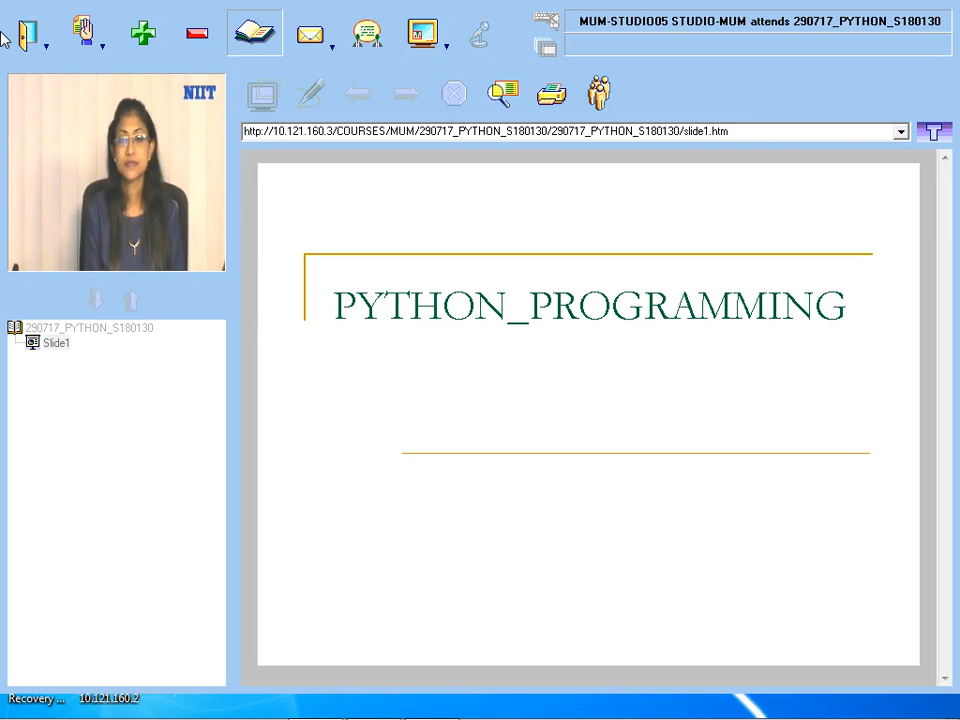 MUM-STUDIO05 STUDIO-MUM attends 290717_PYTHON_S180130
NIIT
http://10.121.160.3/COURSES/MUM/290717_PYTHON_S180130/290717_PYTHON_S180130/slide1.htm
T
PYTHON_PROGRAMMING
290717_PYTHON_S180130
Slide1
Recovery ...
10.121.160.2